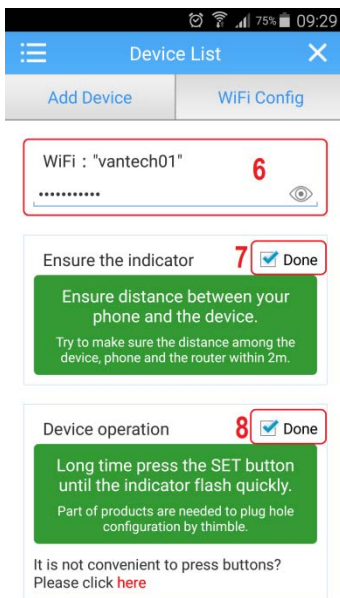 75% 09:29
Device List
Add Device WiFi Config
WiFi : "vantech01"
6
•••••••••••
Ensure the indicator 7 Done
Ensure distance between your
phone and the device.
Try to make sure the distance among the
device, phone and the router within 2m.
Device operation 8 Done
Long time press the SET button
until the indicator flash quickly.
Part of products are needed to plug hole
configuration by thimble.
It is not convenient to press buttons?
Please click here